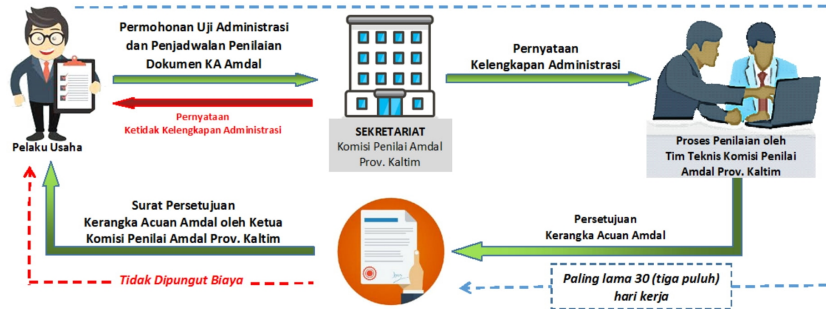 Permohonan Uji Administrasi
dan Penjadwalan Penilaian
Dokumen KA Amdal
Pernyataan
Ketidak Kelengkapan Administrasi
Pelaku Usaha
SEKRETARIAT
Komisi Penilai Amdal
Prov. Kaltim
Pernyataan
Kelengkapan Administrasi
Proses Penilaian oleh
Tim Teknis Komisi Penilai
Amdal Prov. Kaltim
Surat Persetujuan
Kerangka Acuan Amdal oleh Ketua
Komisi Penilai Amdal Prov. Kaltim
Persetujuan
Kerangka Acuan Amdal
Tidak Dipungut Biaya
Paling lama 30 (tiga puluh)
hari kerja